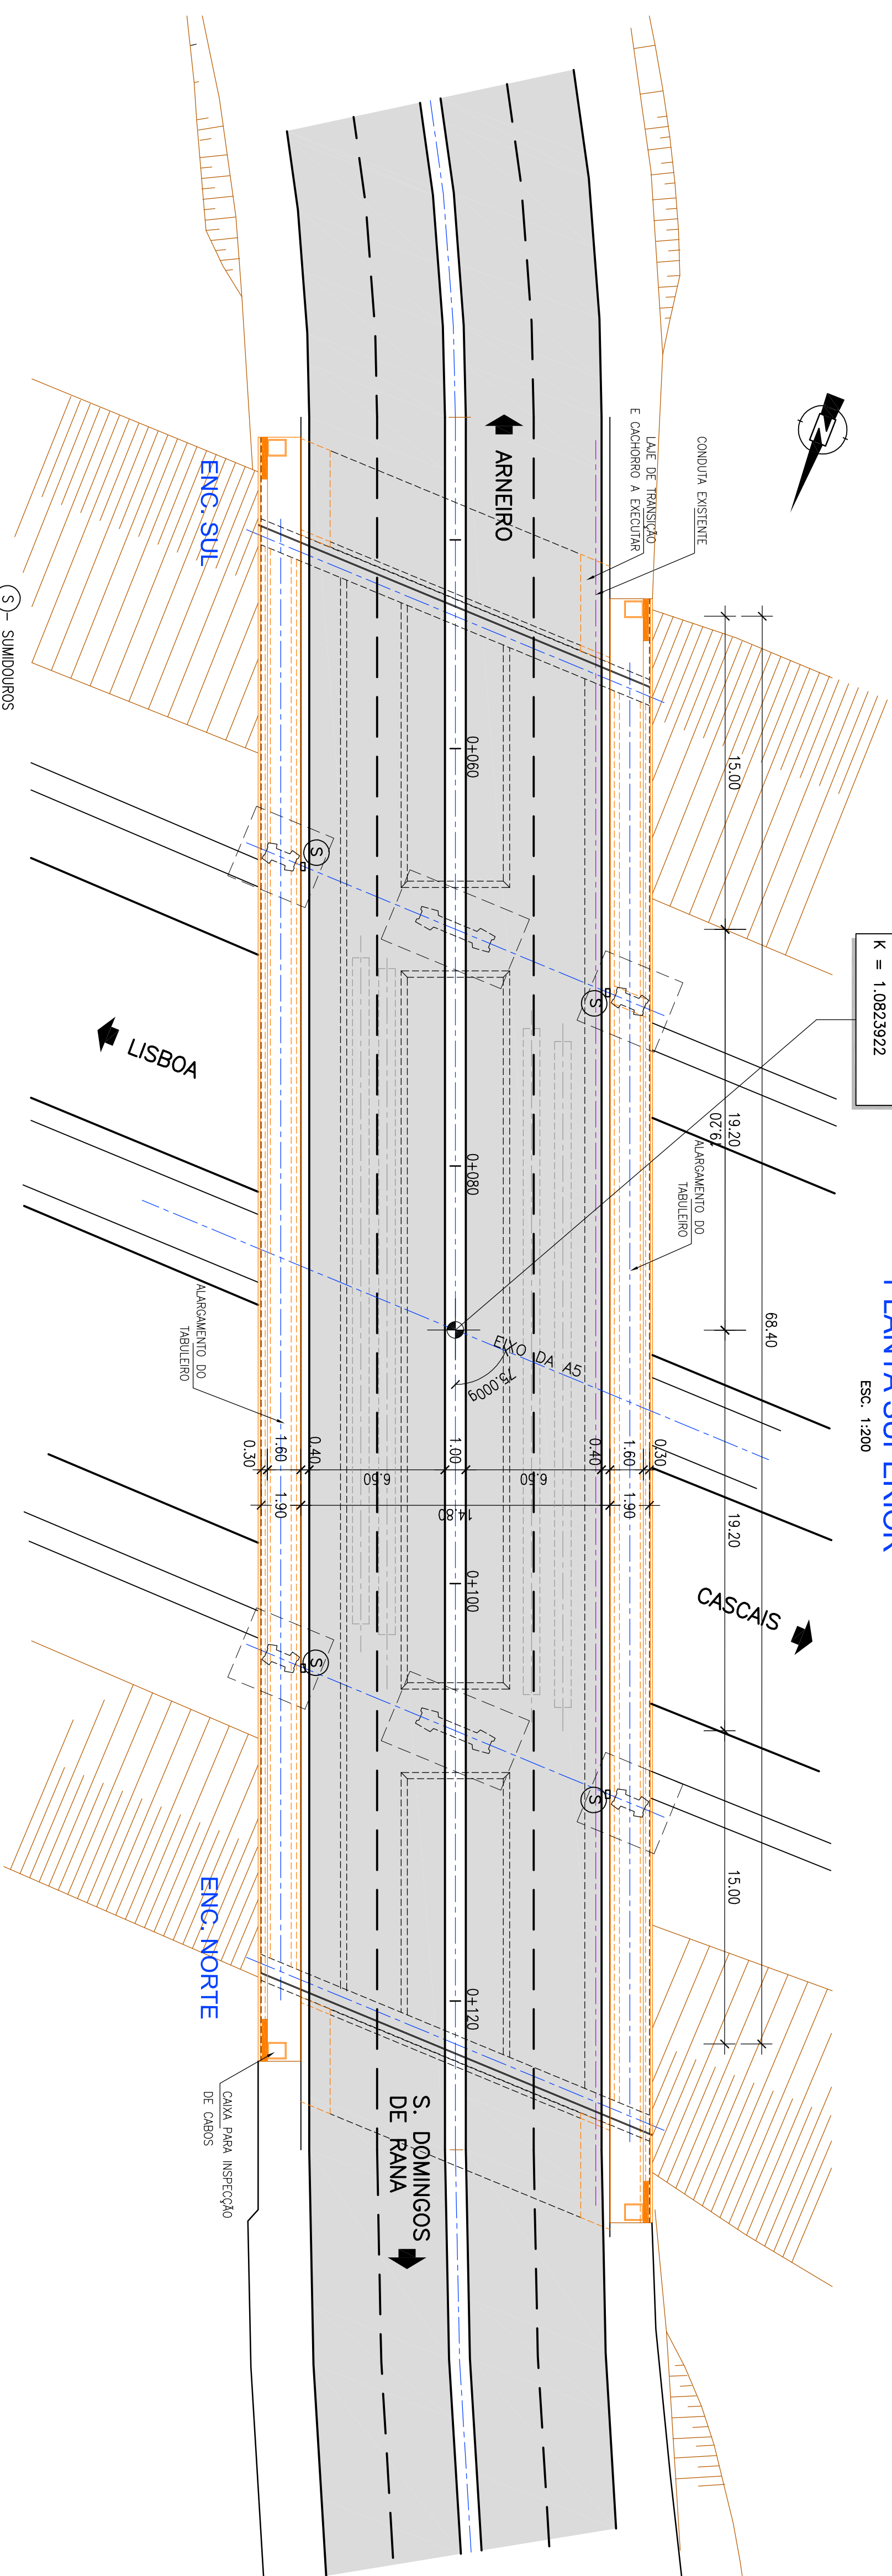 PLANTA SUPERIOR
ESC. 1:200
K = 1.0823922
68.40
15.00
19.20
19.20
19.20
15.00
CONDUTA EXISTENTE
LAJE DE TRANSIÇÃO
E CACHORRO A EXECUTAR
ALARGAMENTO DO
TABULEIRO
CASCAIS
ARNEIRO
0+060
0+080
0+100
0+120
EIXO DA A5
75.000g
0.30
1.60
0.40
6.50
1.00
6.50
0.40
1.60
0.30
1.90
14.80
1.90
S
S
S
S
S. DOMINGOS
DE RANA
ENC. SUL
LISBOA
ALARGAMENTO DO
TABULEIRO
ENC. NORTE
CAIXA PARA INSPECÇÃO
DE CABOS
S - SUMIDOUROS